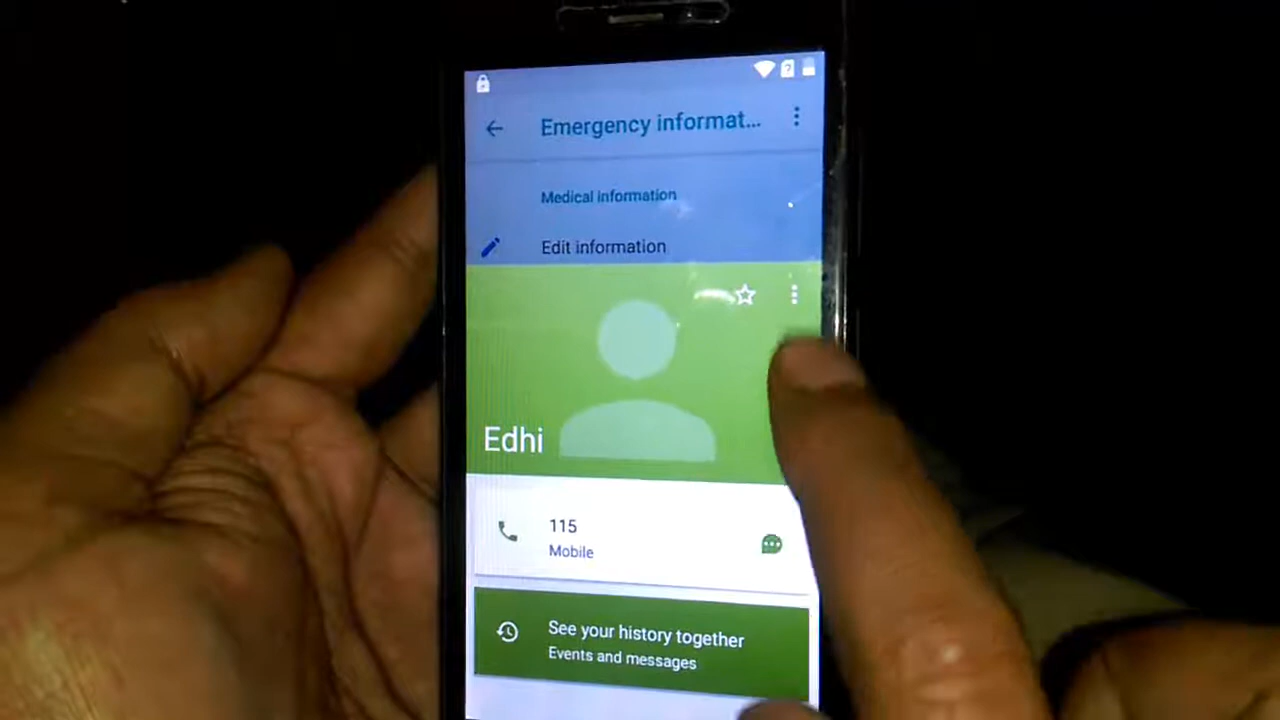 Emergency informat...
Medical information
Edit information
Edhi
115
Mobile
See your history together
Events and messages